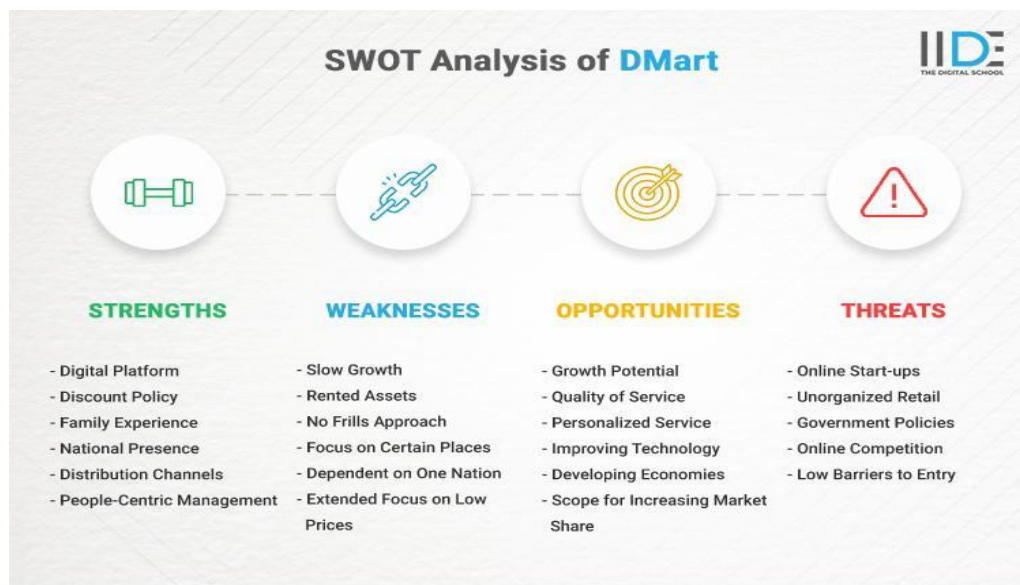 SWOT Analysis of DMart
IIDE
THE DIGITAL SCHOOL
STRENGTHS
- Digital Platform
- Discount Policy
- Family Experience
- National Presence
- Distribution Channels
- People-Centric Management
WEAKNESSES
- Slow Growth
- Rented Assets
- No Frills Approach
- Focus on Certain Places
- Dependent on One Nation
- Extended Focus on Low
Prices
OPPORTUNITIES
- Growth Potential
- Quality of Service
- Personalized Service
- Improving Technology
- Developing Economies
- Scope for Increasing Market
Share
THREATS
- Online Start-ups
- Unorganized Retail
- Government Policies
- Online Competition
- Low Barriers to Entry